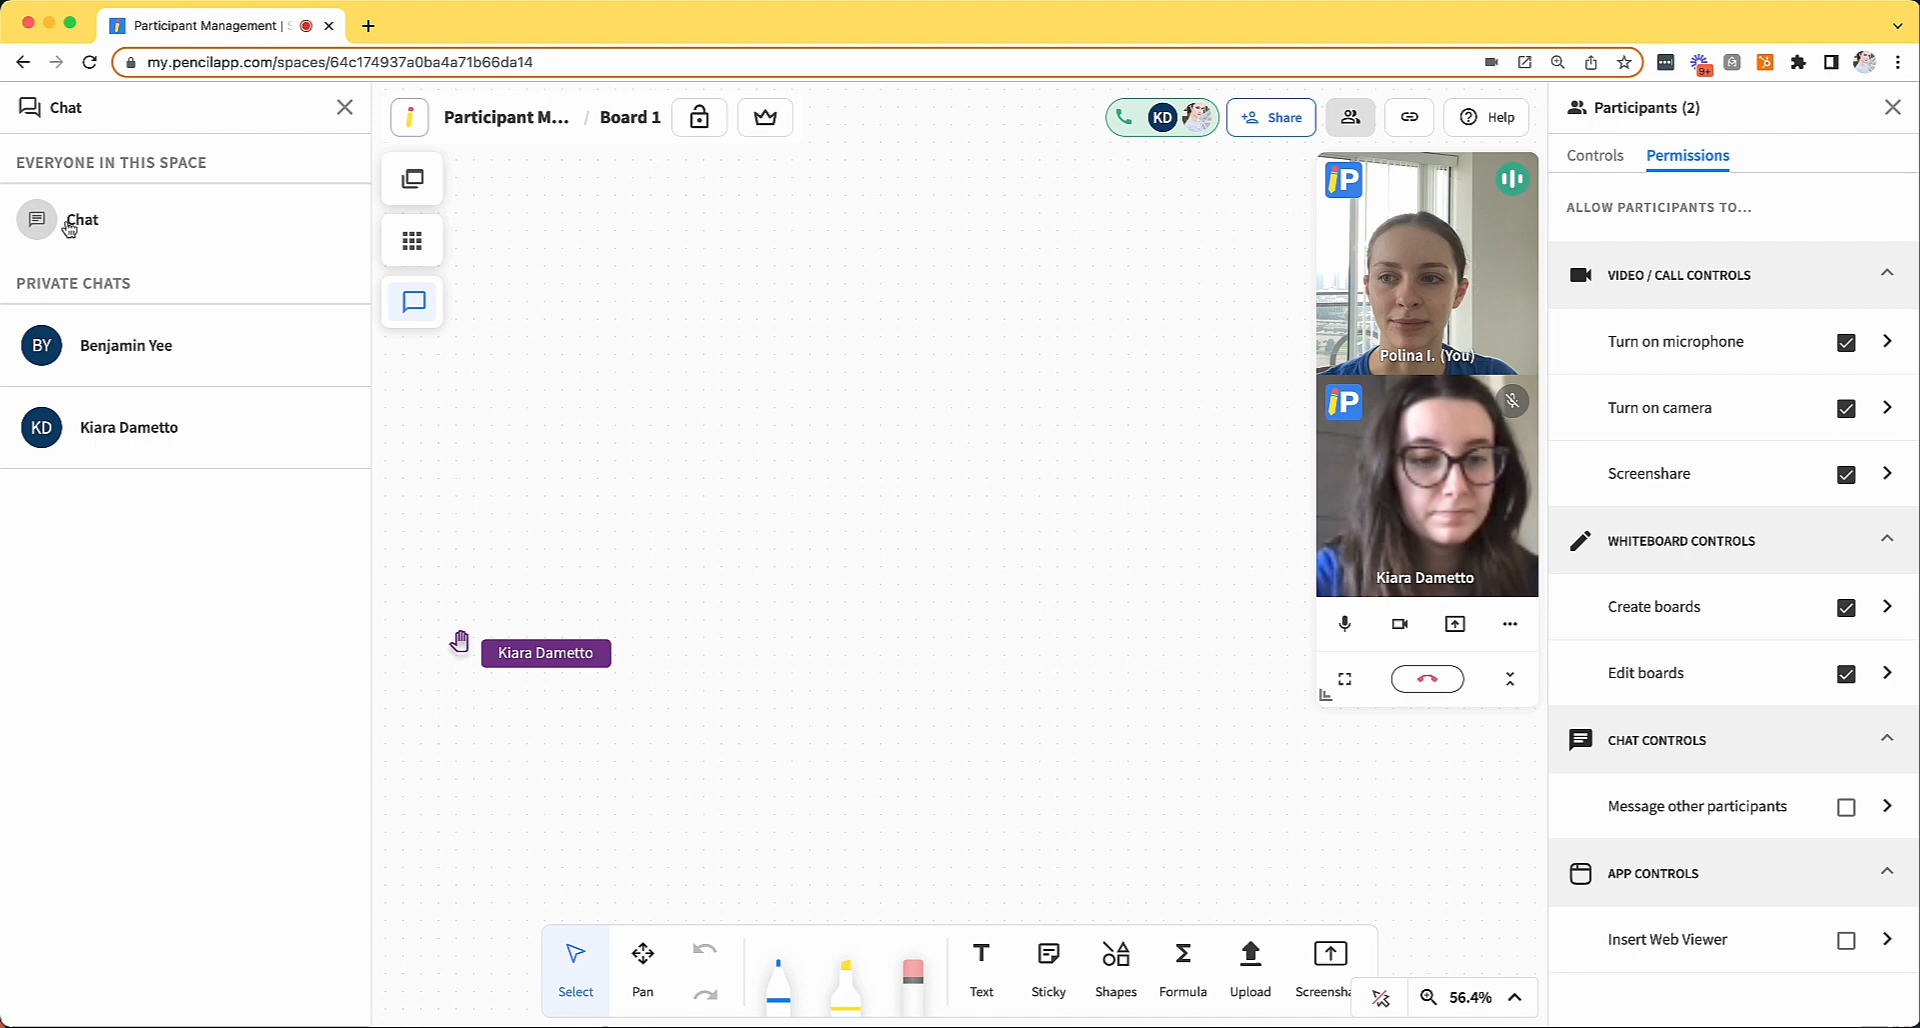 Participant Management |
my.pencilapp.com/spaces/64c174937a0ba4a71b66da14
9+
Chat
EVERYONE IN THIS SPACE
Chat
PRIVATE CHATS
BY Benjamin Yee
KD Kiara Dametto
Participant M... / Board 1
KD
Share
Help
P
Polina I. (You)
P
Kiara Dametto
Kiara Dametto
Participants (2)
Controls Permissions
ALLOW PARTICIPANTS TO...
VIDEO / CALL CONTROLS
Turn on microphone
Turn on camera
Screenshare
WHITEBOARD CONTROLS
Create boards
Edit boards
CHAT CONTROLS
Message other participants
APP CONTROLS
Insert Web Viewer
Select
Pan
Text
Sticky
Shapes
Formula
Upload
Screensha
56.4%